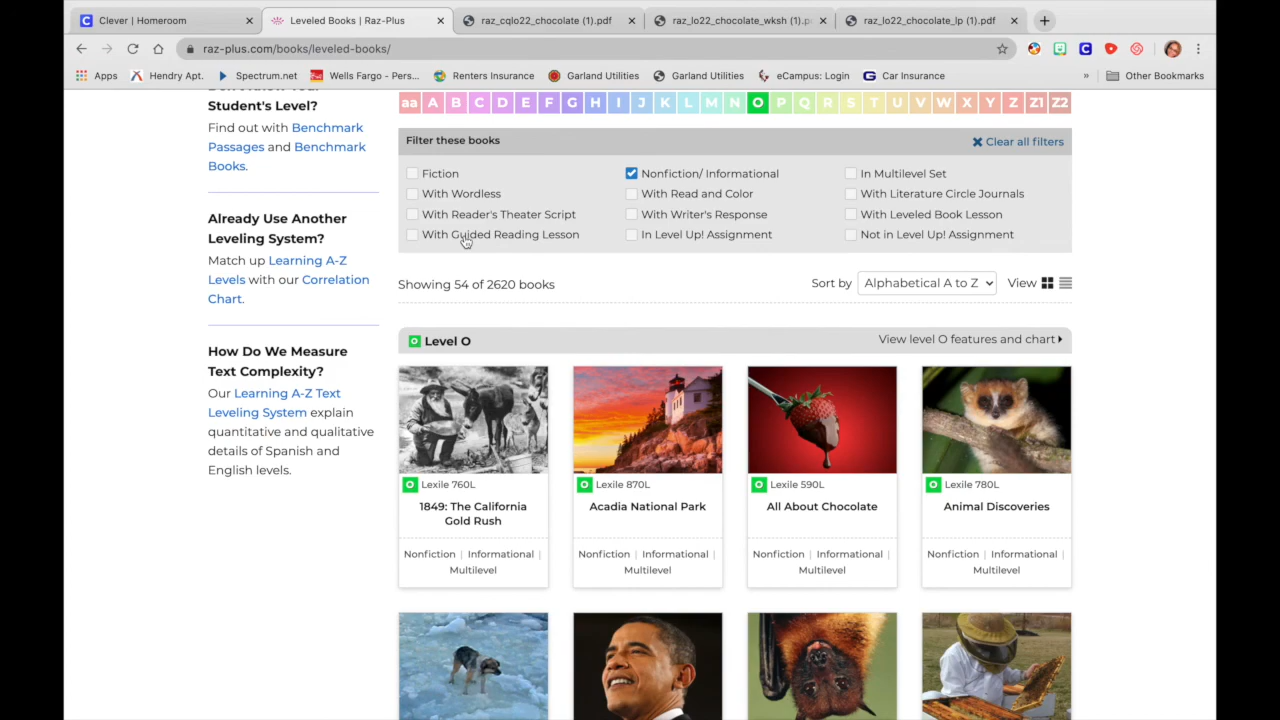 Clever | Homeroom
Leveled Books | Raz-Plus
raz_cqlo22_chocolate (1).pdf
raz_lo22_chocolate_wksh (1).p
raz_lo22_chocolate_lp (1).pdf
raz-plus.com/books/leveled-books/
Apps
Hendry Apt.
Spectrum.net
Wells Fargo - Pers...
Renters Insurance
Garland Utilities
Garland Utilities
eCampus: Login
Car Insurance
»
Other Bookmarks
Student's Level?
Find out with Benchmark
Passages and Benchmark
Books.
Already Use Another
Leveling System?
Match up Learning A-Z
Levels with our Correlation
Chart.
How Do We Measure
Text Complexity?
Our Learning A-Z Text
Leveling System explain
quantitative and qualitative
details of Spanish and
English levels.
aa A B C D E F G H I J K L M N O P Q R S T U V W X Y Z Z1 Z2
Filter these books
Clear all filters
Fiction
Nonfiction/ Informational
In Multilevel Set
With Wordless
With Read and Color
With Literature Circle Journals
With Reader's Theater Script
With Writer's Response
With Leveled Book Lesson
With Guided Reading Lesson
In Level Up! Assignment
Not in Level Up! Assignment
Showing 54 of 2620 books
Sort by
Alphabetical A to Z
View
O Level O
View level O features and chart
O Lexile 760L
1849: The California
Gold Rush
Nonfiction | Informational |
Multilevel
O Lexile 870L
Acadia National Park
Nonfiction | Informational |
Multilevel
O Lexile 590L
All About Chocolate
Nonfiction | Informational |
Multilevel
O Lexile 780L
Animal Discoveries
Nonfiction | Informational |
Multilevel